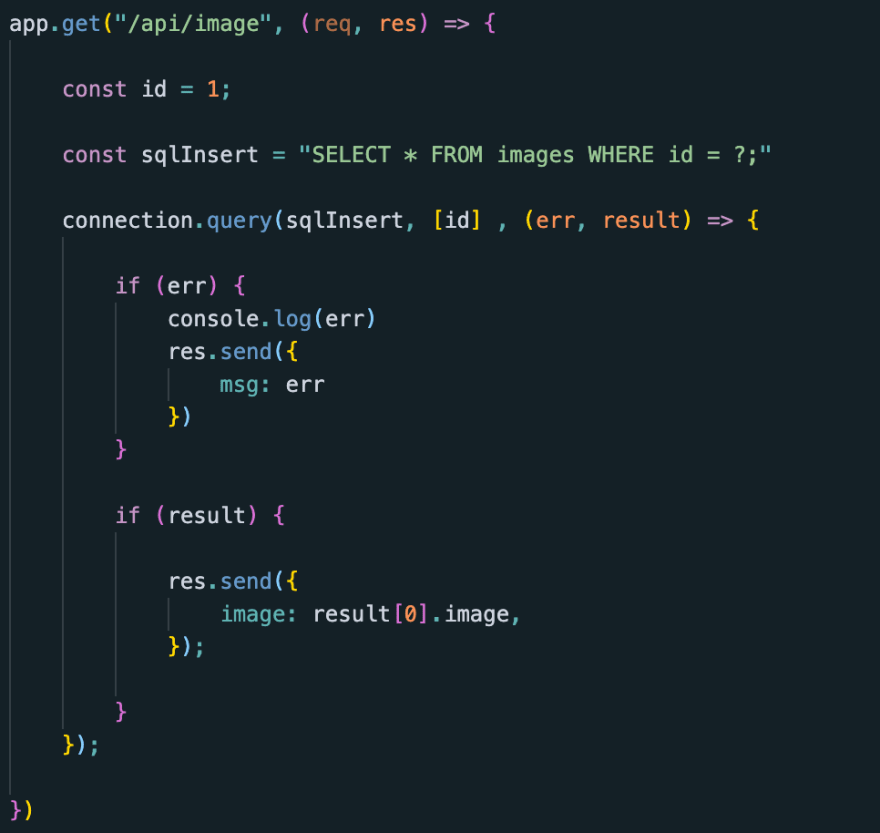 app.get("/api/image", (req, res) => {
const id = 1;
const sqlInsert = "SELECT * FROM images WHERE id = ?;"
connection.query(sqlInsert, [id] , (err, result) => {
if (err) {
console.log(err)
res.send({
msg: err
})
}
if (result) {
res.send({
image: result[0].image,
});
}
});
})